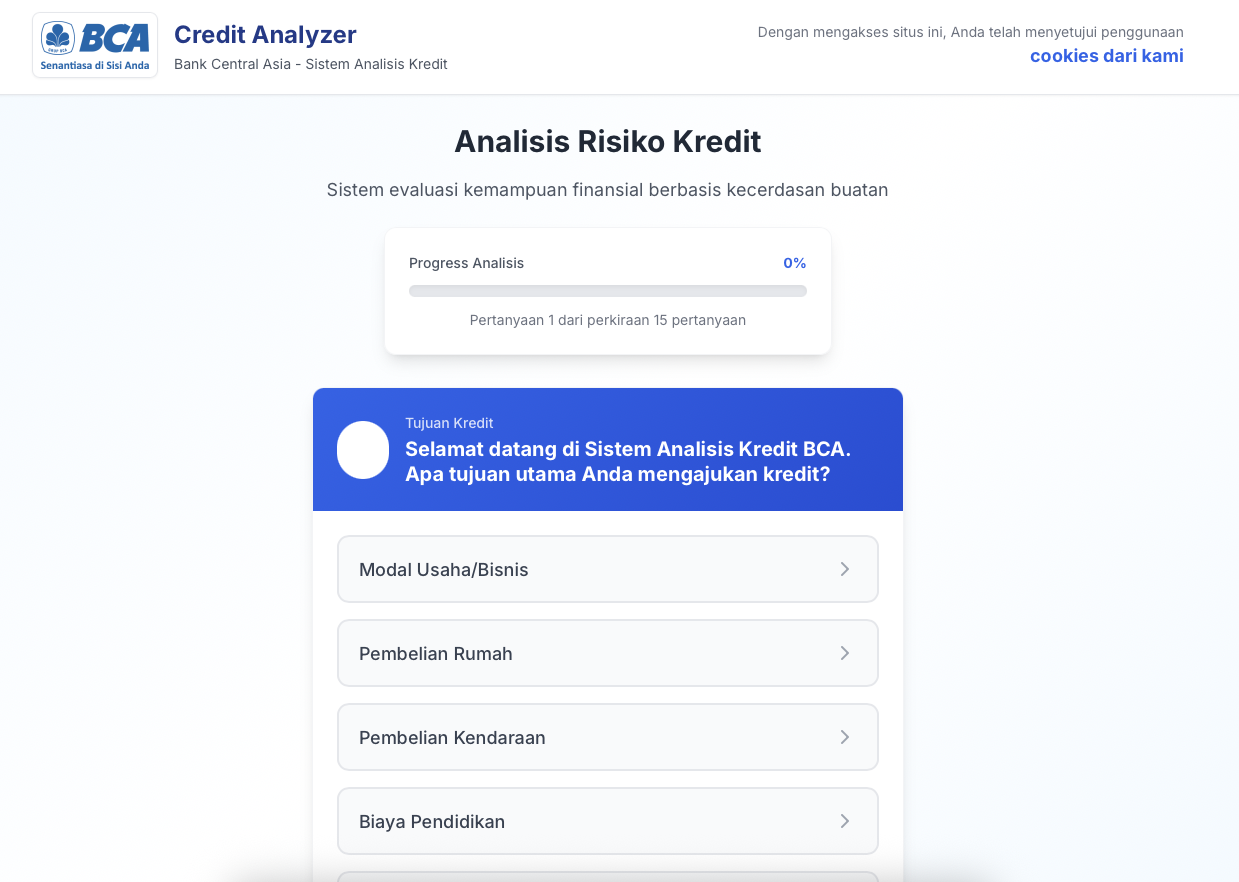 BCA
Senantiasa di Sisi Anda
Credit Analyzer
Bank Central Asia - Sistem Analisis Kredit
Dengan mengakses situs ini, Anda telah menyetujui penggunaan
cookies dari kami
Analisis Risiko Kredit
Sistem evaluasi kemampuan finansial berbasis kecerdasan buatan
Progress Analisis 0%
Pertanyaan 1 dari perkiraan 15 pertanyaan
Tujuan Kredit
Selamat datang di Sistem Analisis Kredit BCA.
Apa tujuan utama Anda mengajukan kredit?
Modal Usaha/Bisnis
Pembelian Rumah
Pembelian Kendaraan
Biaya Pendidikan